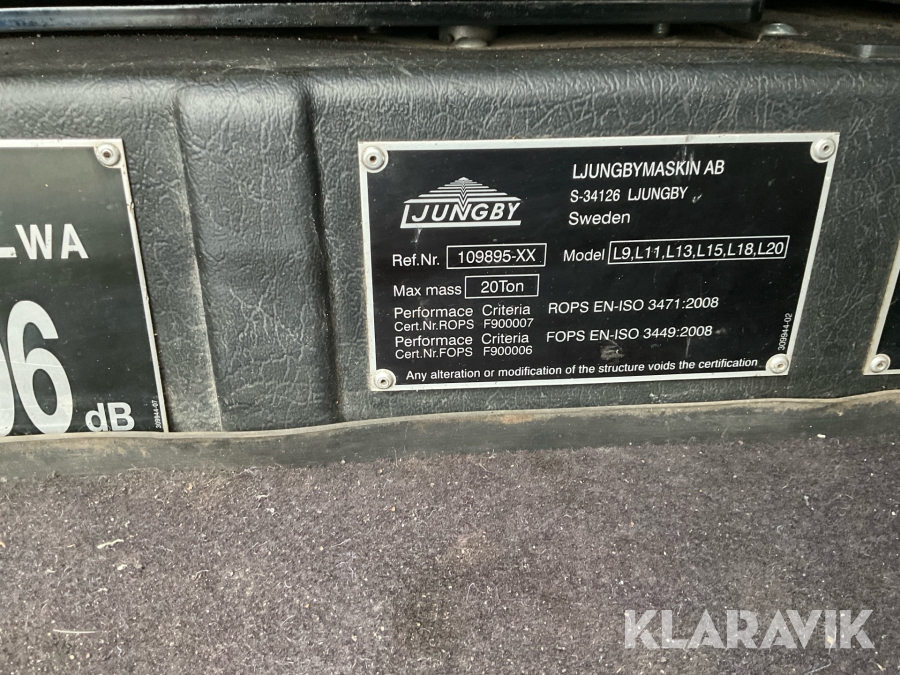 LWA
06
dB
309944-07
LJUNGBY
LJUNGBYMASKIN AB
S-34126 LJUNGBY
Sweden
Ref.Nr. 109895-XX Model L9,L11,L13,L15,L18,L20
Max mass 20Ton
Performace Criteria ROPS EN-ISO 3471:2008
Cert.Nr.ROPS F900007
Performace Criteria FOPS EN-ISO 3449:2008
Cert.Nr.FOPS F900006
309944-02
Any alteration or modification of the structure voids the certification
KLARAVIK